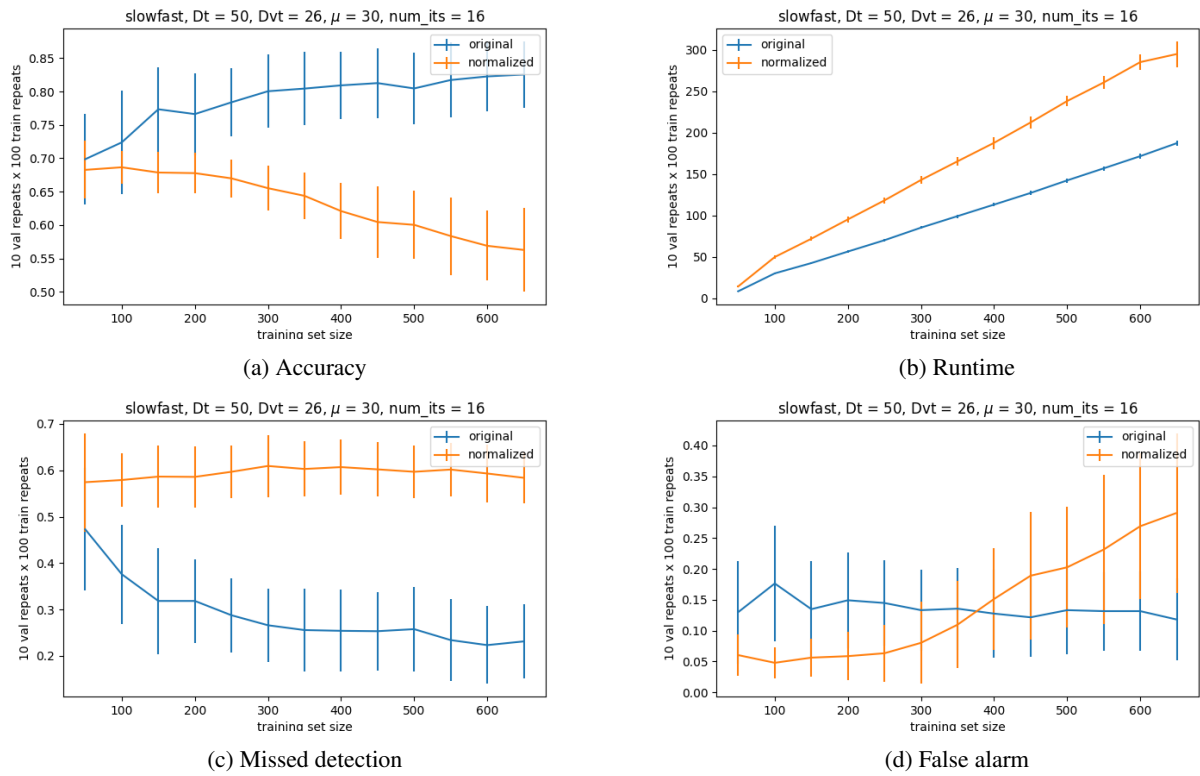 slowfast, Dt = 50, Dvt = 26, μ = 30, num_its = 16
10 val repeats x 100 train repeats
0.85
0.80
0.75
0.70
0.65
0.60
0.55
0.50
original
normalized
100 200 300 400 500 600
training set size
(a) Accuracy
slowfast, Dt = 50, Dvt = 26, μ = 30, num_its = 16
10 val repeats x 100 train repeats
300
250
200
150
100
50
0
original
normalized
100 200 300 400 500 600
training set size
(b) Runtime
slowfast, Dt = 50, Dvt = 26, μ = 30, num_its = 16
10 val repeats x 100 train repeats
0.7
0.6
0.5
0.4
0.3
0.2
original
normalized
100 200 300 400 500 600
training set size
(c) Missed detection
slowfast, Dt = 50, Dvt = 26, μ = 30, num_its = 16
10 val repeats x 100 train repeats
0.40
0.35
0.30
0.25
0.20
0.15
0.10
0.05
0.00
original
normalized
100 200 300 400 500 600
training set size
(d) False alarm